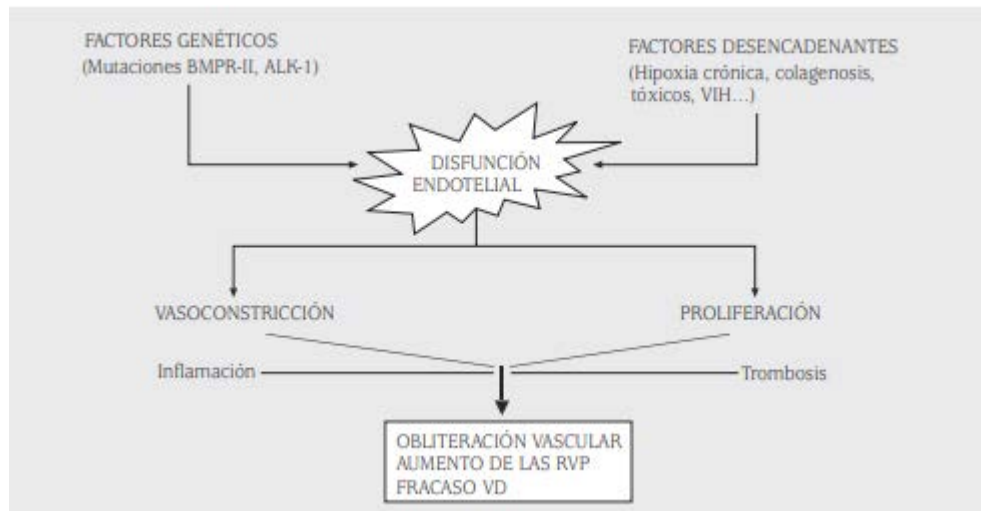 FACTORES GENÉTICOS
(Mutaciones BMPR-II, ALK-1)
FACTORES DESENCADENANTES
(Hipoxia crónica, colagenosis,
tóxicos, VIH...)
DISFUNCIÓN
ENDOTELIAL
VASOCONSTRICCIÓN
PROLIFERACIÓN
Inflamación
Trombosis
OBLITERACIÓN VASCULAR
AUMENTO DE LAS RVP
FRACASO VD